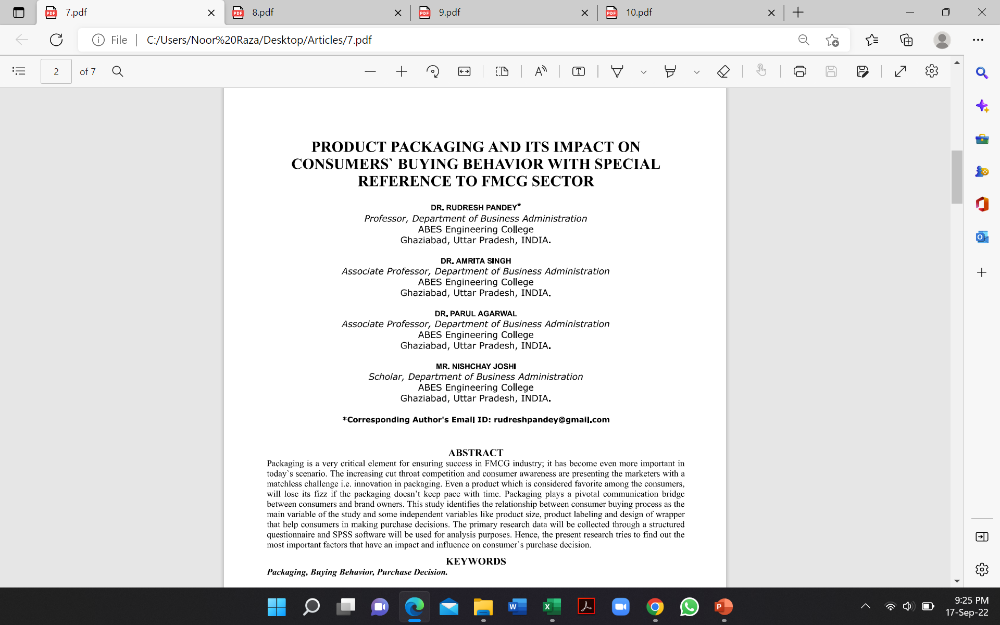 7.pdf
8.pdf
9.pdf
10.pdf
File
C:/Users/Noor%20Raza/Desktop/Articles/7.pdf
2 of 7
PRODUCT PACKAGING AND ITS IMPACT ON
CONSUMERS` BUYING BEHAVIOR WITH SPECIAL
REFERENCE TO FMCG SECTOR
DR. RUDRESH PANDEY*
Professor, Department of Business Administration
ABES Engineering College
Ghaziabad, Uttar Pradesh, INDIA.
DR. AMRITA SINGH
Associate Professor, Department of Business Administration
ABES Engineering College
Ghaziabad, Uttar Pradesh, INDIA.
DR. PARUL AGARWAL
Associate Professor, Department of Business Administration
ABES Engineering College
Ghaziabad, Uttar Pradesh, INDIA.
MR. NISHCHAY JOSHI
Scholar, Department of Business Administration
ABES Engineering College
Ghaziabad, Uttar Pradesh, INDIA.
*Corresponding Author's Email ID: rudreshpandey@gmail.com
ABSTRACT
Packaging is a very critical element for ensuring success in FMCG industry; it has become even more important in
today`s scenario. The increasing cut throat competition and consumer awareness are presenting the marketers with a
matchless challenge i.e. innovation in packaging. Even a product which is considered favorite among the consumers,
will lose its fizz if the packaging doesn’t keep pace with time. Packaging plays a pivotal communication bridge
between consumers and brand owners. This study identifies the relationship between consumer buying process as the
main variable of the study and some independent variables like product size, product labeling and design of wrapper
that help consumers in making purchase decisions. The primary research data will be collected through a structured
questionnaire and SPSS software will be used for analysis purposes. Hence, the present research tries to find out the
most important factors that have an impact and influence on consumer`s purchase decision.
KEYWORDS
Packaging, Buying Behavior, Purchase Decision.
9:25 PM
17-Sep-22